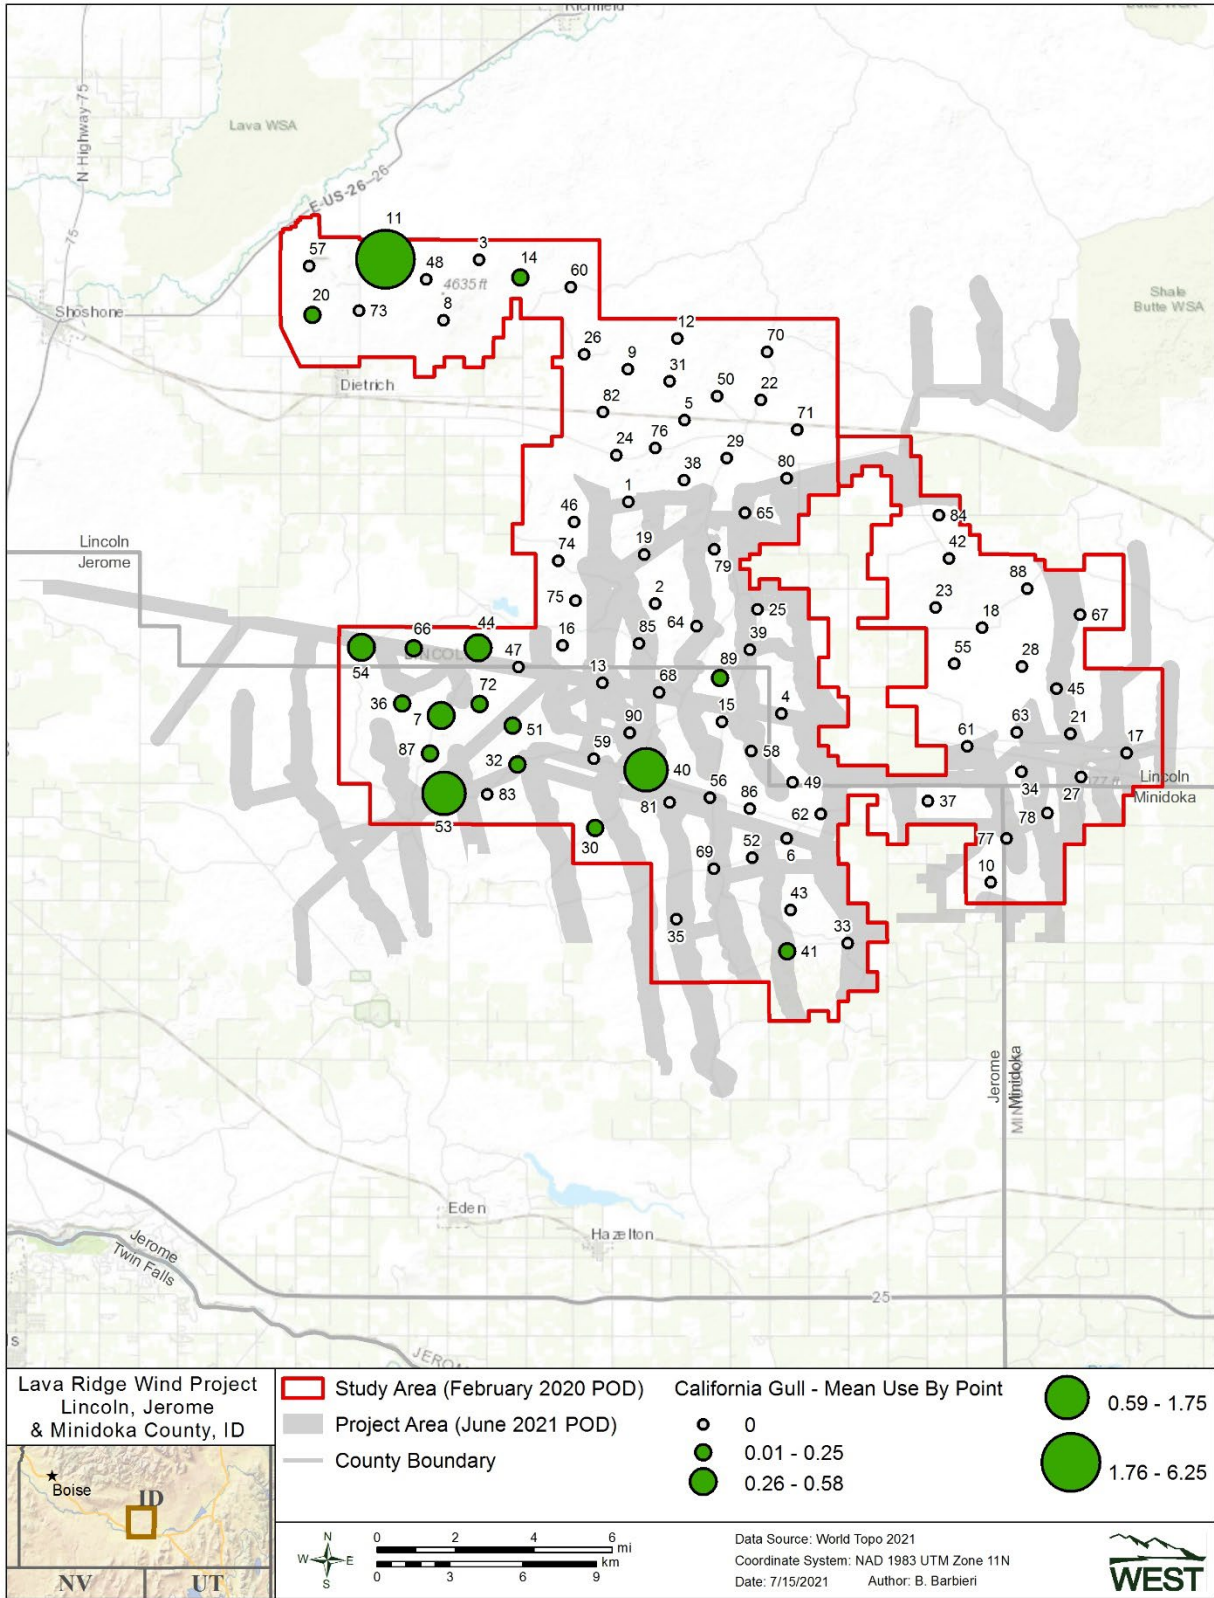 Richfield
Butte WSA
N Highway 75
Lava WSA
E-US-26-26
75
11
57
3
14
48
4635 ft
60
20
73
8
Shoshone
Shale
Butte WSA
12
70
26
9
31
Dietrich
50
22
82
5
71
76
24
29
38
80
1
46
65
84
Lincoln
Jerome
19
74
79
42
88
2
75
23
25
67
64
18
66
44
16
85
39
55
28
54
LINCOL
47
89
13
68
45
36
72
7
4
15
51
90
63
21
17
61
87
59
58
32
40
Lincoln
Minidoka
83
56
49
34
27
77 ft
53
81
86
62
37
78
30
52
6
77
69
10
43
35
33
41
Jerome
Minidoka
MIN
Eden
Hazelton
Jerome
Twin Falls
25
ls
JEROM
Lava Ridge Wind Project
Lincoln, Jerome
& Minidoka County, ID
Boise
ID
NV
UT
Study Area (February 2020 POD)
Project Area (June 2021 POD)
County Boundary
California Gull - Mean Use By Point
0
0.01 - 0.25
0.26 - 0.58
0.59 - 1.75
1.76 - 6.25
N
W
E
S
0 2 4 6
mi
km
0 3 6 9
Data Source: World Topo 2021
Coordinate System: NAD 1983 UTM Zone 11N
Date: 7/15/2021 Author: B. Barbieri
WEST